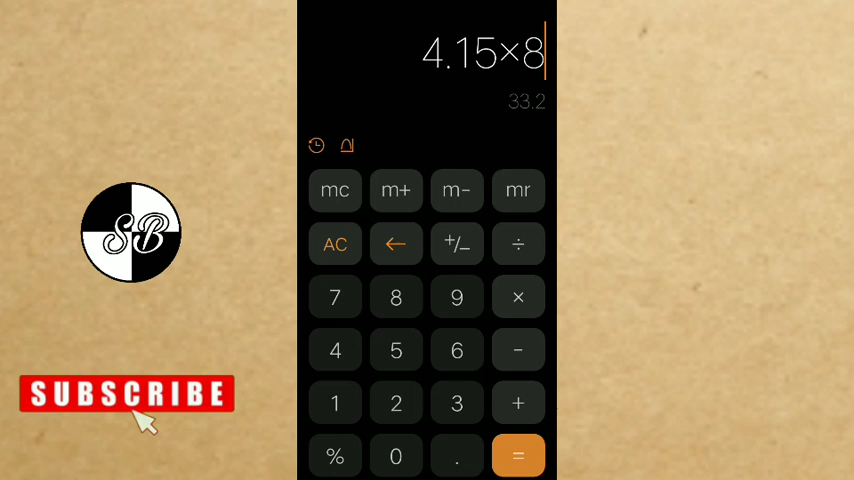 4.15×8
33.2
mc m+ m- mr
AC ← +/_ ÷
7 8 9 ×
SB
4 5 6 -
SUBSCRIBE
1 2 3 +
% 0 . =